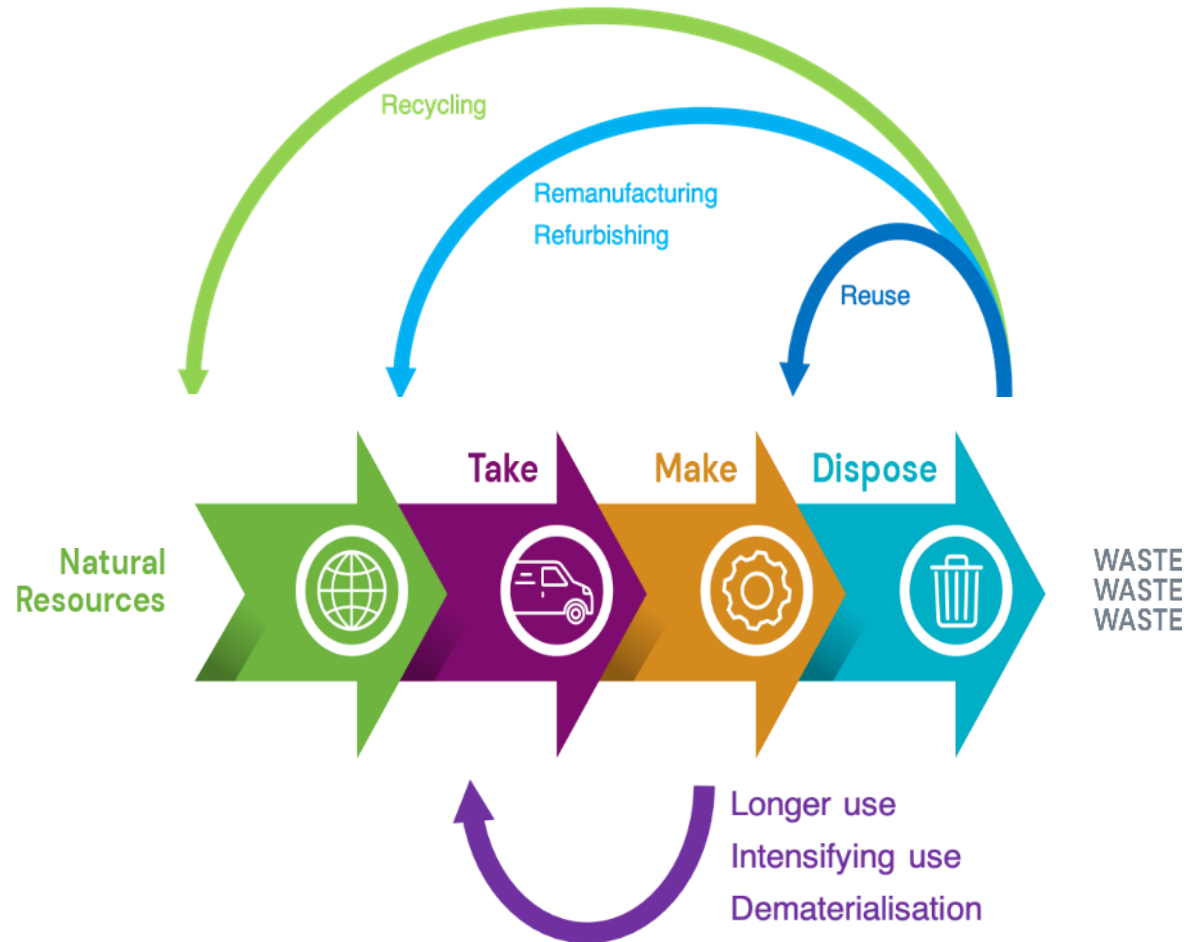 Recycling
Remanufacturing
Refurbishing
Reuse
Take
Make
Dispose
Natural
Resources
WASTE
WASTE
WASTE
Longer use
Intensifying use
Dematerialisation